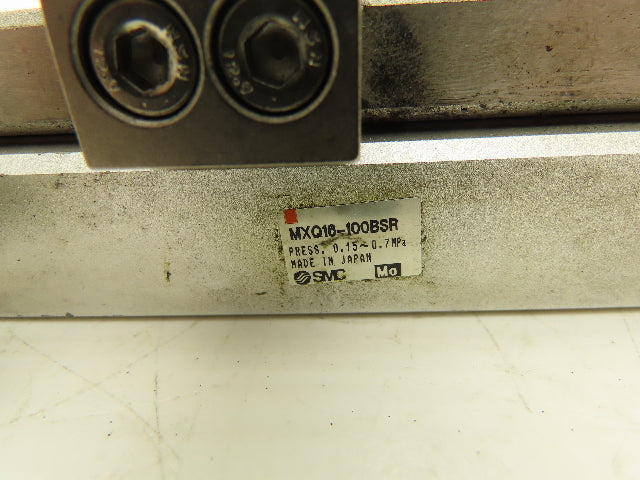 MXQ16-100BSR
PRESS. 0.15~0.7MPa
MADE IN JAPAN
SMC Mo